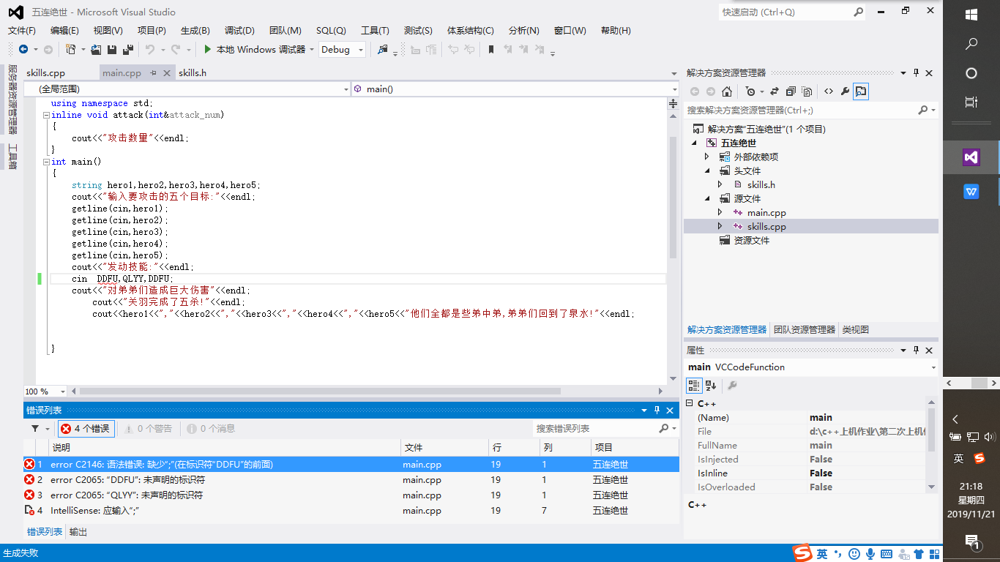 五连绝世 - Microsoft Visual Studio
快速启动 (Ctrl+Q)
文件(F) 编辑(E) 视图(V) 项目(P) 生成(B) 调试(D) 团队(M) SQL(Q) 工具(T) 测试(S) 体系结构(C) 分析(N) 窗口(W) 帮助(H)
本地 Windows 调试器 Debug
服务器资源管理器
工具箱
skills.cpp main.cpp skills.h
(全局范围) main()
using namespace std;
inline void attack(int&attack_num)
{
cout<<"攻击数量"<<endl;
}
int main()
{
string hero1,hero2,hero3,hero4,hero5;
cout<<"输入要攻击的五个目标:"<<endl;
getline(cin,hero1);
getline(cin,hero2);
getline(cin,hero3);
getline(cin,hero4);
getline(cin,hero5);
cout<<"发动技能:"<<endl;
cin  DDFU,QLYY,DDFU;
cout<<"对弟弟们造成巨大伤害"<<endl;
cout<<"关羽完成了五杀!"<<endl;
cout<<hero1<<","<<hero2<<","<<hero3<<","<<hero4<<","<<hero5<<"他们全都是些弟中弟,弟弟们回到了泉水!"<<endl;
}
100 %
错误列表
4 个错误 0 个警告 0 个消息 搜索错误列表
说明 文件 行 列 项目
1 error C2146: 语法错误: 缺少“;”(在标识符“DDFU”的前面) main.cpp 19 1 五连绝世
2 error C2065: “DDFU”: 未声明的标识符 main.cpp 19 1 五连绝世
3 error C2065: “QLYY”: 未声明的标识符 main.cpp 19 1 五连绝世
4 IntelliSense: 应输入“;” main.cpp 19 7 五连绝世
错误列表 输出
生成失败
解决方案资源管理器
搜索解决方案资源管理器(Ctrl+;)
解决方案“五连绝世”(1 个项目)
五连绝世
外部依赖项
头文件
skills.h
源文件
main.cpp
skills.cpp
资源文件
解决方案资源管理器 团队资源管理器 类视图
属性
main VCCodeFunction
C++
(Name) main
File d:\c++上机作业\第二次上机作
FullName main
IsInjected False
IsInline False
IsOverloaded False
C++
英
英
21:18
星期四
2019/11/21
1